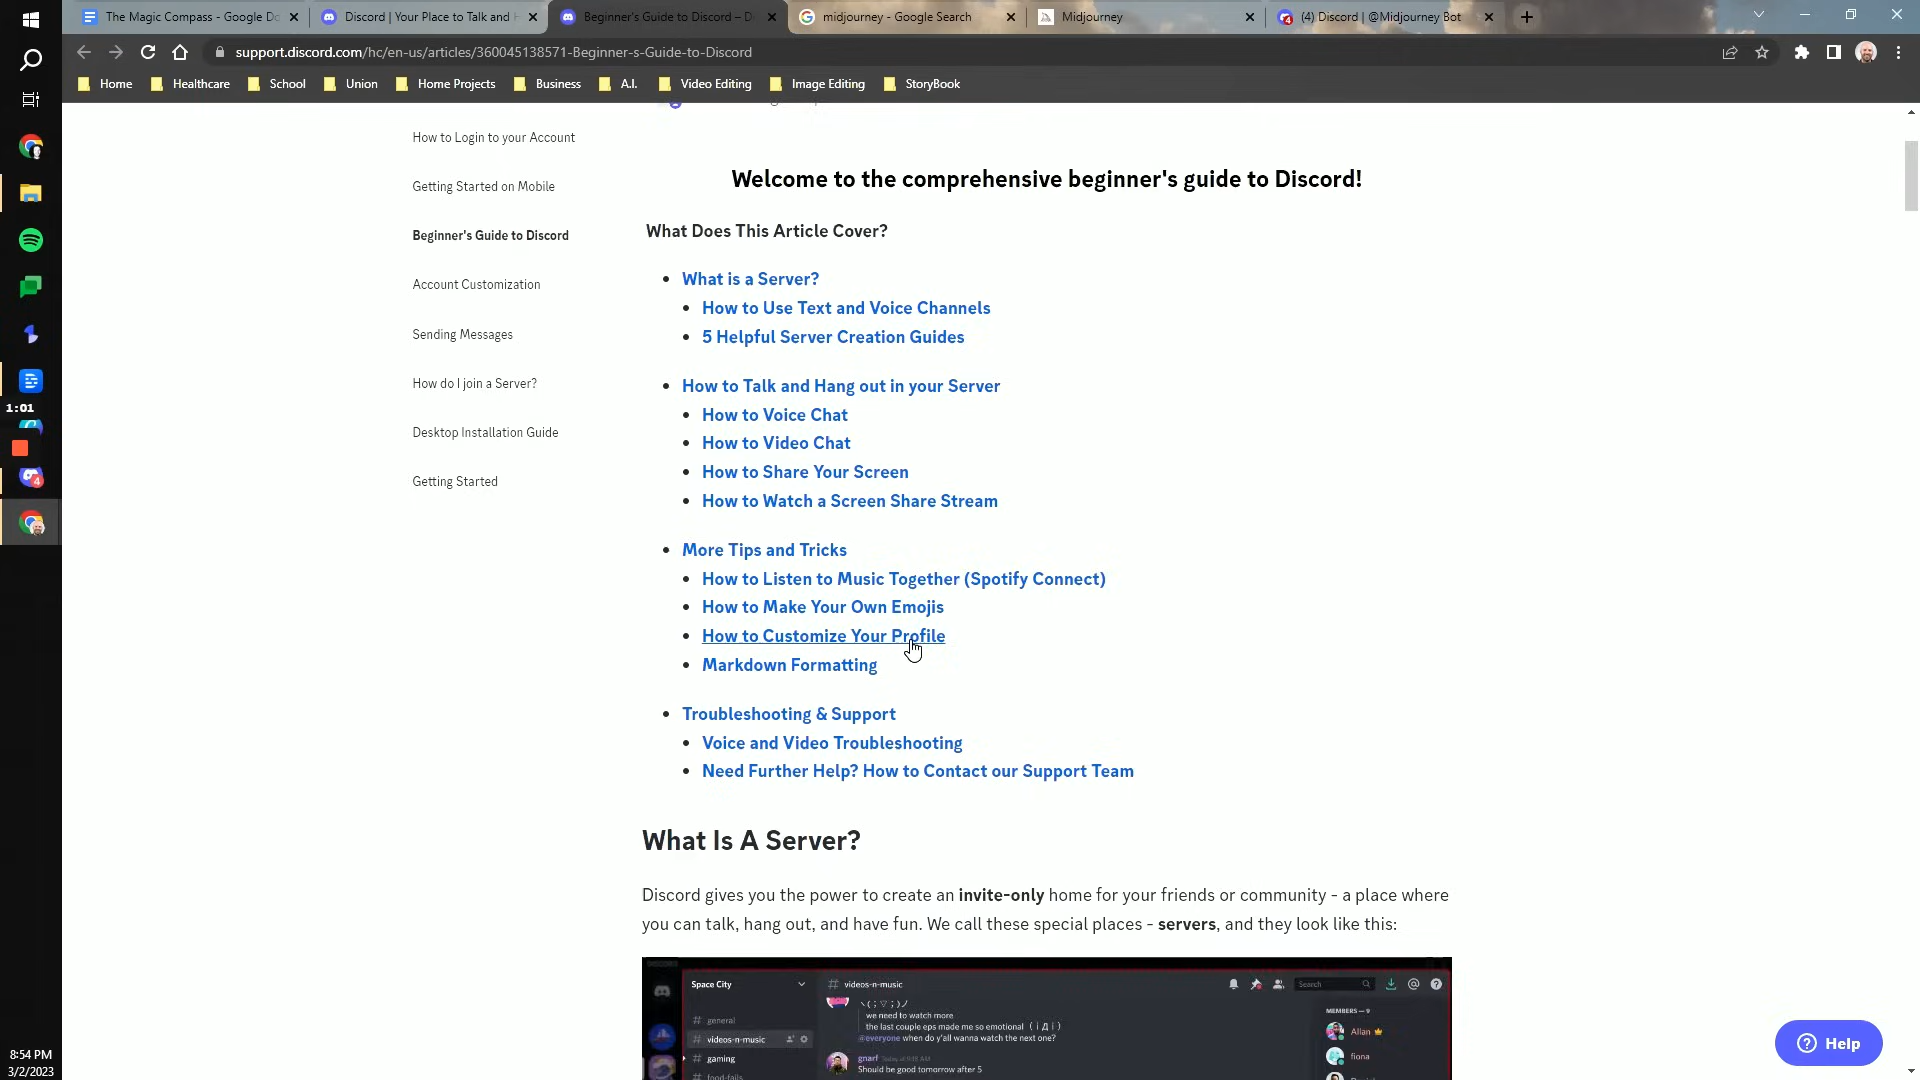 The Magic Compass - Google Do
Discord | Your Place to Talk and H
Beginner's Guide to Discord – D
midjourney - Google Search
Midjourney
(4) Discord | @Midjourney Bot
support.discord.com/hc/en-us/articles/360045138571-Beginner-s-Guide-to-Discord
Home
Healthcare
School
Union
Home Projects
Business
A.I.
Video Editing
Image Editing
StoryBook
How to Login to your Account
Getting Started on Mobile
Beginner's Guide to Discord
Account Customization
Sending Messages
How do I join a Server?
Desktop Installation Guide
Getting Started
1:01
4
8:54 PM
3/2/2023
Welcome to the comprehensive beginner's guide to Discord!
What Does This Article Cover?
What is a Server?
How to Use Text and Voice Channels
5 Helpful Server Creation Guides
How to Talk and Hang out in your Server
How to Voice Chat
How to Video Chat
How to Share Your Screen
How to Watch a Screen Share Stream
More Tips and Tricks
How to Listen to Music Together (Spotify Connect)
How to Make Your Own Emojis
How to Customize Your Profile
Markdown Formatting
Troubleshooting & Support
Voice and Video Troubleshooting
Need Further Help? How to Contact our Support Team
What Is A Server?
Discord gives you the power to create an invite-only home for your friends or community - a place where
you can talk, hang out, and have fun. We call these special places - servers, and they look like this:
Space City
# general
# videos-n-music
# gaming
# food-fails
# videos-n-music
Search
we need to watch more
the last couple eps made me so emotional
@everyone when do y'all wanna watch the next one?
gnarf
Should be good tomorrow after 5
MEMBERS — 9
Allan
fiona
Help